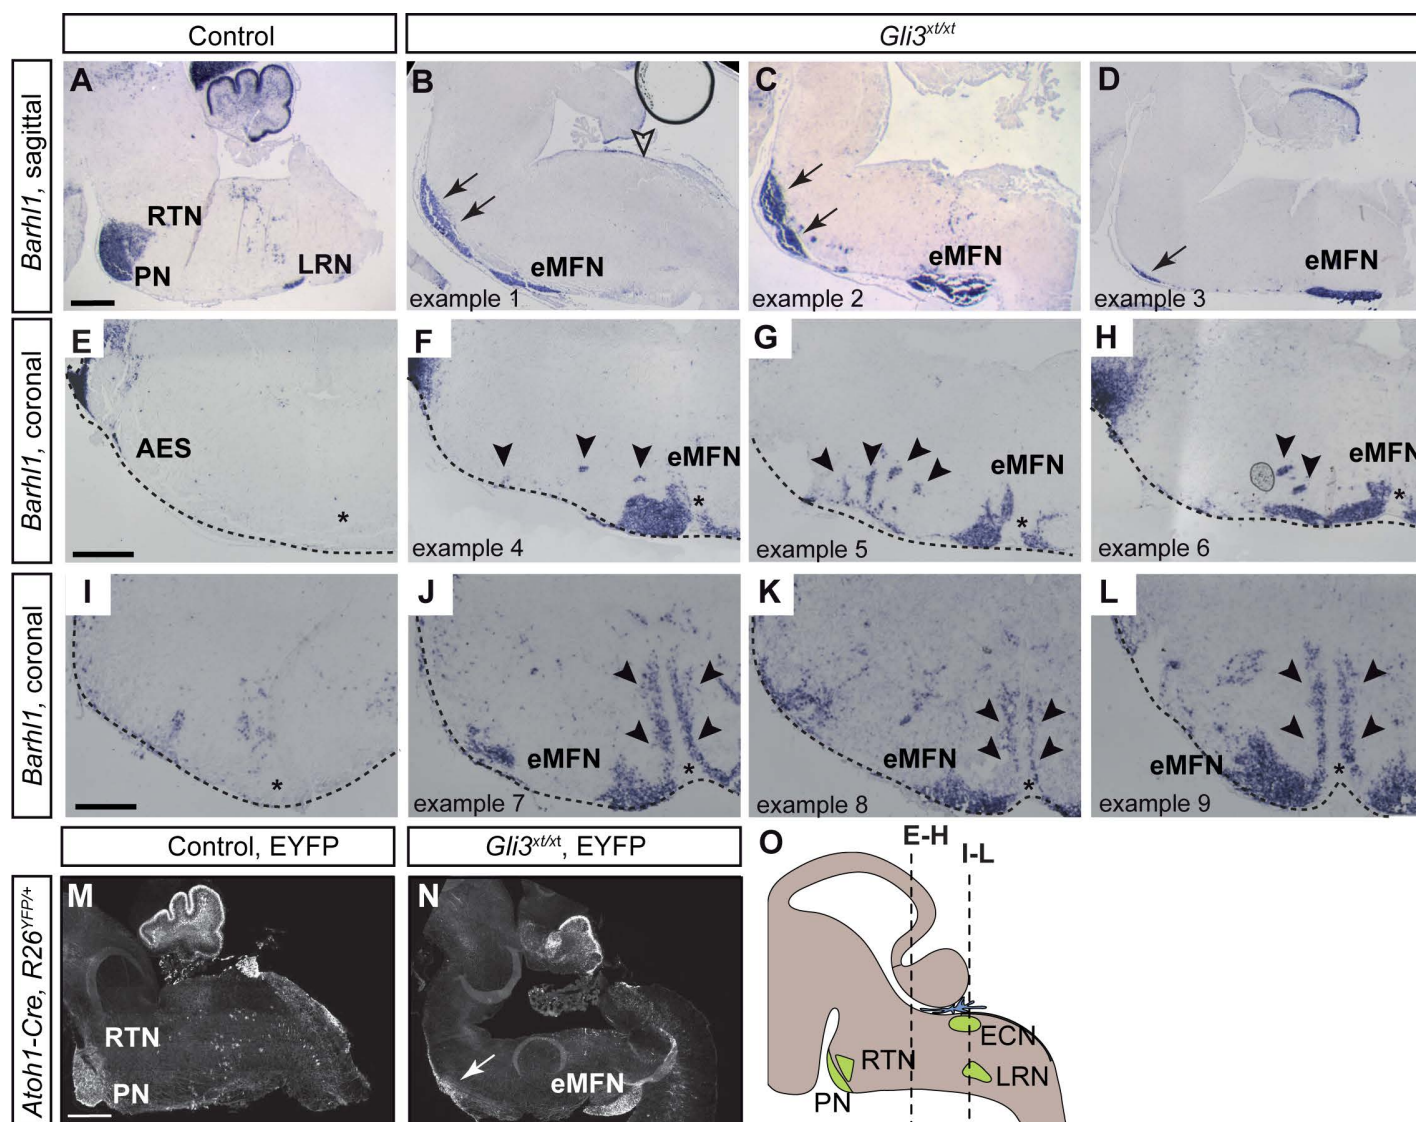 Control
Gli3xt/xt
Barhl1, sagittal
A
RTN
PN
LRN
B
eMFN
example 1
C
eMFN
example 2
D
eMFN
example 3
Barhl1, coronal
E
AES
*
F
eMFN
*
example 4
G
eMFN
*
example 5
H
eMFN
*
example 6
Barhl1, coronal
I
*
J
eMFN
*
example 7
K
eMFN
*
example 8
L
eMFN
*
example 9
Control, EYFP
Gli3xt/xt, EYFP
Atoh1-Cre, R26YFP/+
M
RTN
PN
N
eMFN
O
E-H
I-L
ECN
RTN
LRN
PN